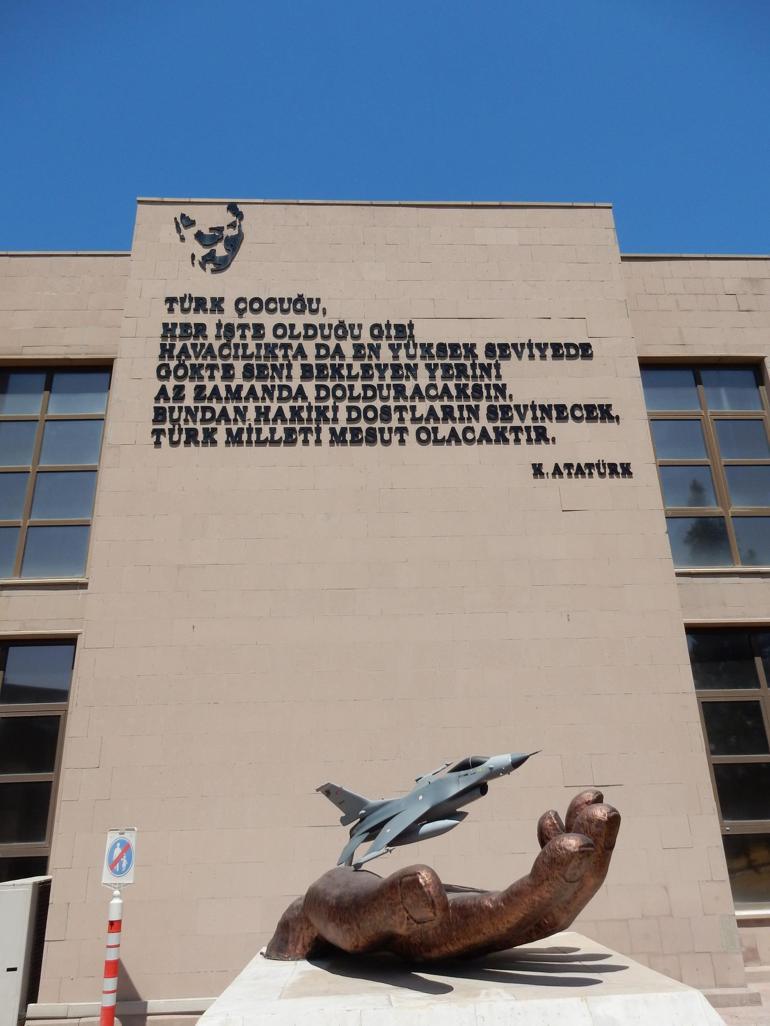 TÜRK ÇOCUĞU,
HER İŞTE OLDUĞU GİBİ
HAVACILIKTA DA EN YÜKSEK SEVİYEDE
GÖKTE SENİ BEKLEYEN YERİNİ
AZ ZAMANDA DOLDURACAKSIN.
BUNDAN HAKİKİ DOSTLARIN SEVİNECEK,
TÜRK MİLLETİ MESUT OLACAKTIR.
K. ATATÜRK